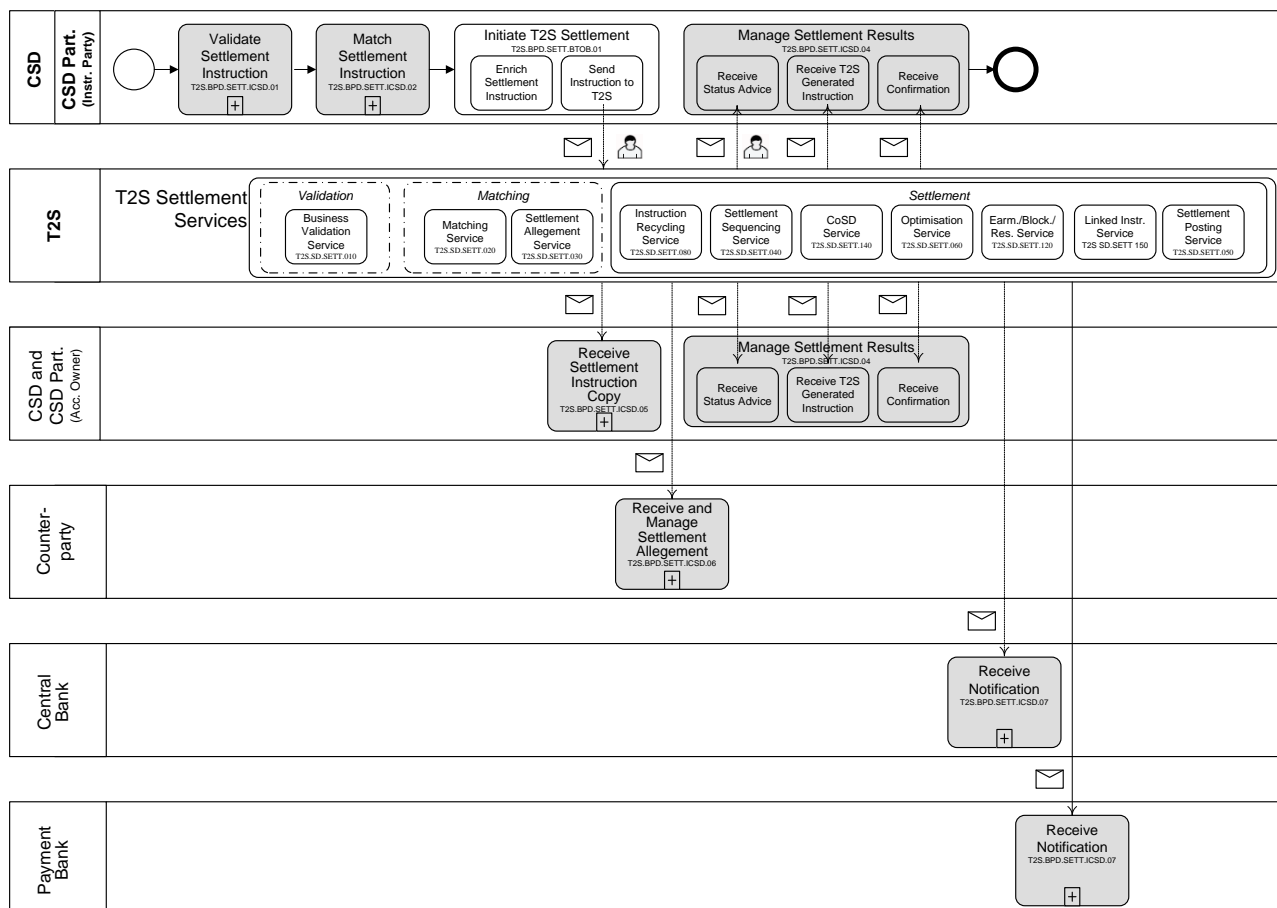 CSD
CSD Part.
(Instr. Party)
Validate
Settlement
Instruction
T2S.BPD.SETT.ICSD.01
+
Match
Settlement
Instruction
T2S.BPD.SETT.ICSD.02
+
Initiate T2S Settlement
T2S.BPD.SETT.BTOB.01
Enrich
Settlement
Instruction
Send
Instruction to
T2S
Manage Settlement Results
T2S.BPD.SETT.ICSD.04
Receive
Status Advice
Receive T2S
Generated
Instruction
Receive
Confirmation
T2S
T2S Settlement
Services
Validation
Business
Validation
Service
T2S.SD.SETT.010
Matching
Matching
Service
T2S.SD.SETT.020
Settlement
Allegement
Service
T2S.SD.SETT.030
Settlement
Instruction
Recycling
Service
T2S.SD.SETT.080
Settlement
Sequencing
Service
T2S.SD.SETT.040
CoSD
Service
T2S.SD.SETT.140
Optimisation
Service
T2S.SD.SETT.060
Earm./Block./
Res. Service
T2S.SD.SETT.120
Linked Instr.
Service
T2S SD.SETT 150
Settlement
Posting
Service
T2S.SD.SETT.050
CSD and
CSD Part.
(Acc. Owner)
Receive
Settlement
Instruction
Copy
T2S.BPD.SETT.ICSD.05
+
Manage Settlement Results
T2S.BPD.SETT.ICSD.04
Receive
Status Advice
Receive T2S
Generated
Instruction
Receive
Confirmation
Counter-
party
Receive and
Manage
Settlement
Allegement
T2S.BPD.SETT.ICSD.06
+
Central
Bank
Receive
Notification
T2S.BPD.SETT.ICSD.07
+
Payment
Bank
Receive
Notification
T2S.BPD.SETT.ICSD.07
+